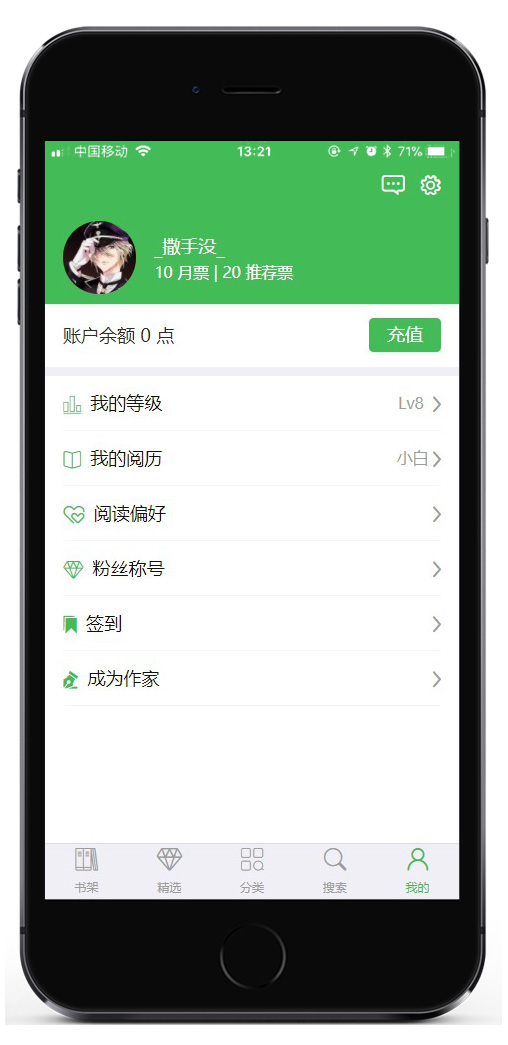 中国移动 13:21 71%
_撒手没_
10 月票 | 20 推荐票
账户余额 0 点 充值
我的等级 Lv8
我的阅历 小白
阅读偏好
粉丝称号
签到
成为作家
书架 精选 分类 搜索 我的